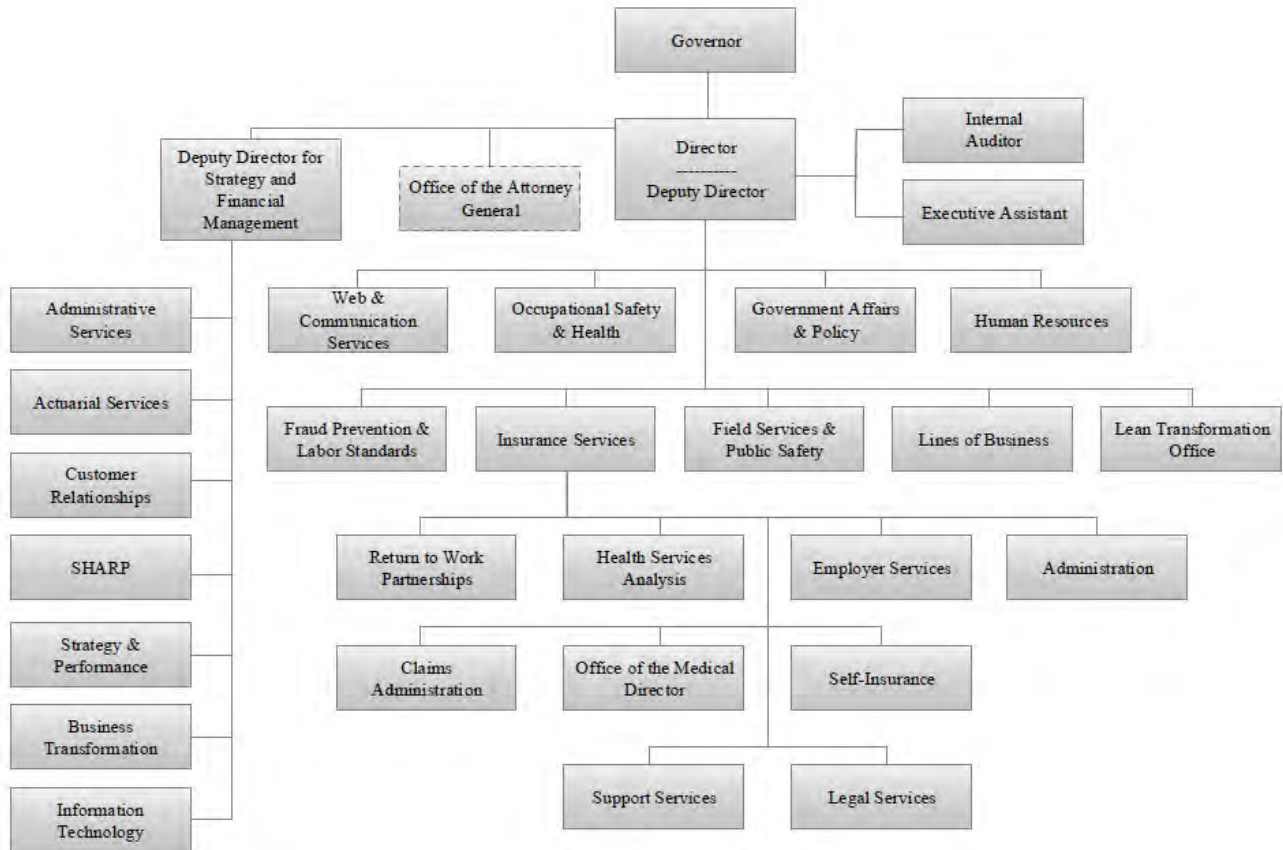 Governor
Internal
Auditor
Director
----------
Deputy Director
Deputy Director for
Strategy and
Financial
Management
Office of the Attorney
General
Executive Assistant
Administrative
Services
Web &
Communication
Services
Occupational Safety
& Health
Government Affairs
& Policy
Human Resources
Actuarial Services
Fraud Prevention &
Labor Standards
Insurance Services
Field Services &
Public Safety
Lines of Business
Lean Transformation
Office
Customer
Relationships
SHARP
Return to Work
Partnerships
Health Services
Analysis
Employer Services
Administration
Strategy &
Performance
Claims
Administration
Office of the Medical
Director
Self-Insurance
Business
Transformation
Support Services
Legal Services
Information
Technology